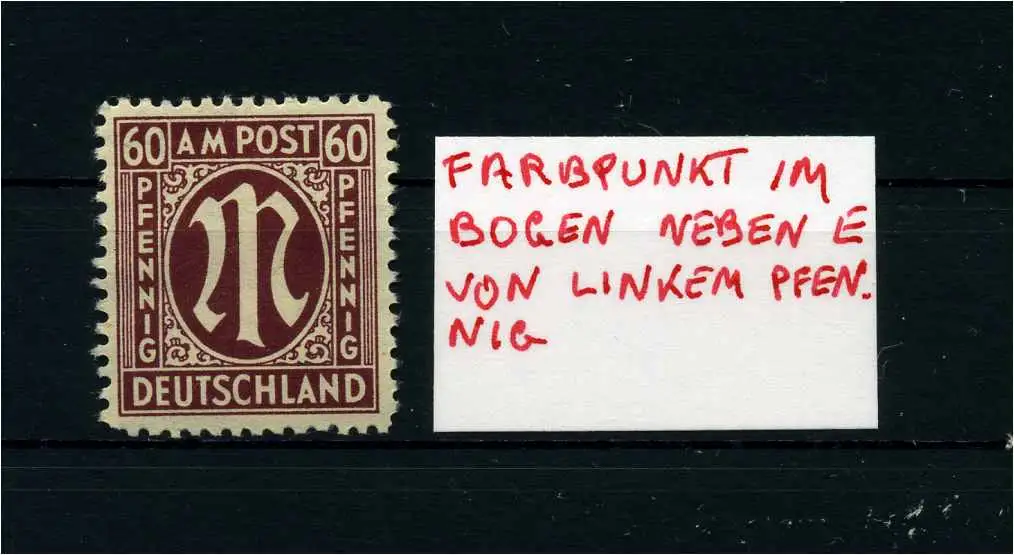 60 AM POST 60
PFENNIG
PFENNIG
DEUTSCHLAND
FARBPUNKT IM
BOGEN NEBEN E
VON LINKEM PFEN.
NIG